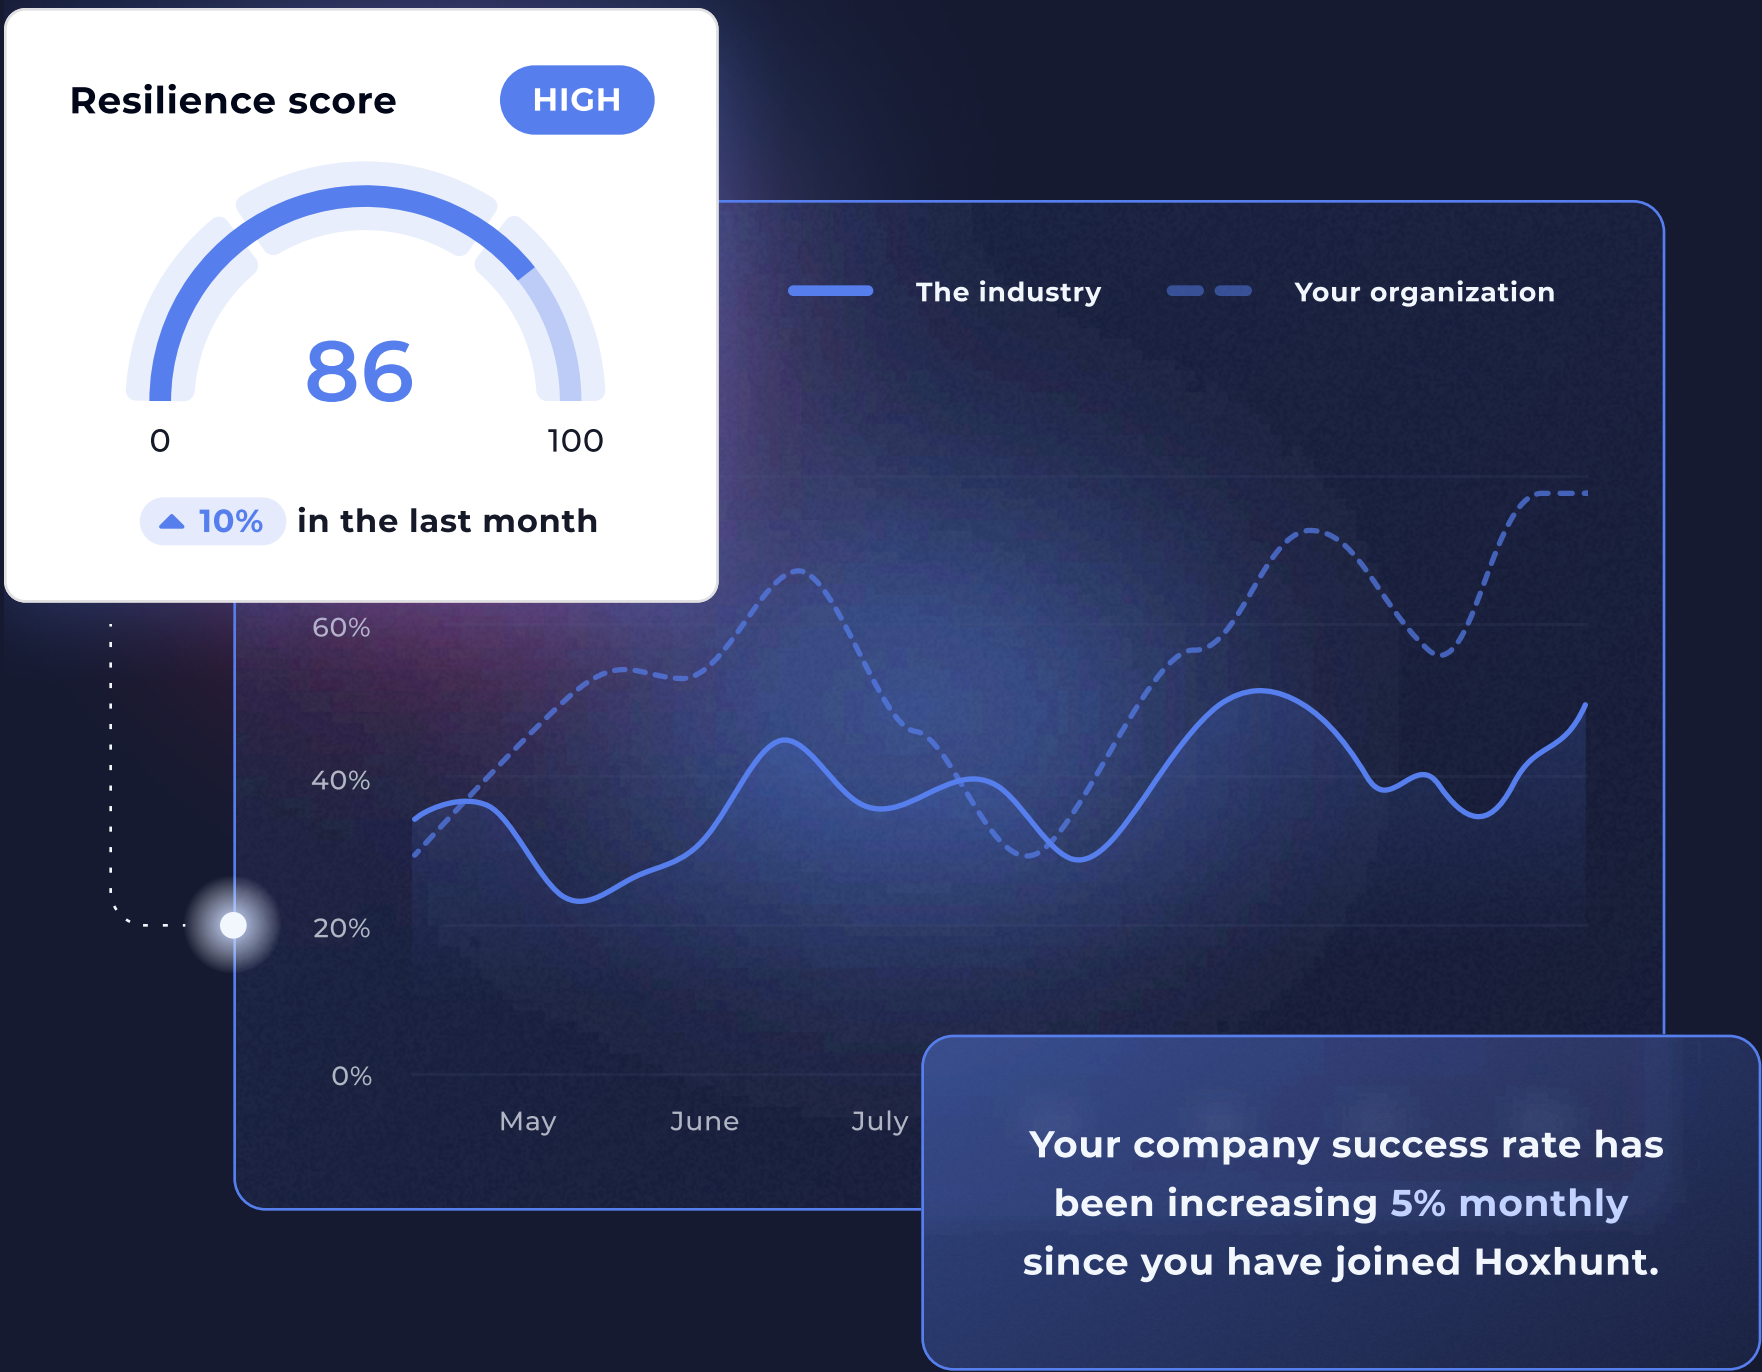 Resilience score
HIGH
86
0
100
10% in the last month
The industry
Your organization
60%
40%
20%
0%
May
June
July
Your company success rate has
been increasing 5% monthly
since you have joined Hoxhunt.